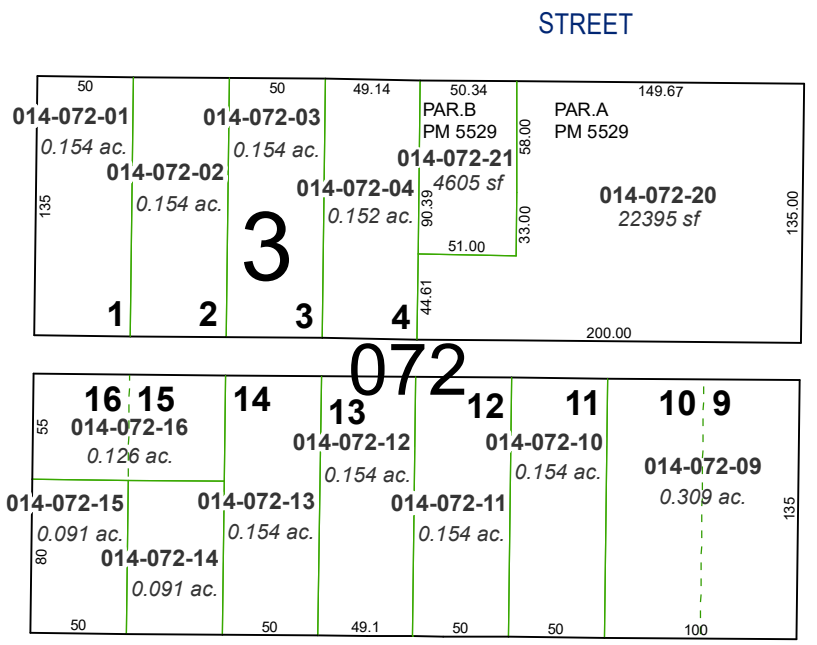 STREET
50
50
49.14
50.34
149.67
014-072-01
0.154 ac.
014-072-02
0.154 ac.
014-072-03
0.154 ac.
014-072-04
0.152 ac.
PAR.B
PM 5529
014-072-21
4605 sf
PAR.A
PM 5529
014-072-20
22395 sf
135
90.39
58.00
33.00
135.00
51.00
44.61
3
1
2
3
4
200.00
072
16
15
14
13
12
11
10
9
55
014-072-16
0.126 ac.
014-072-12
0.154 ac.
014-072-10
0.154 ac.
014-072-09
0.309 ac.
014-072-15
0.091 ac.
014-072-13
0.154 ac.
014-072-11
0.154 ac.
014-072-14
0.091 ac.
80
135
50
50
49.1
50
50
100